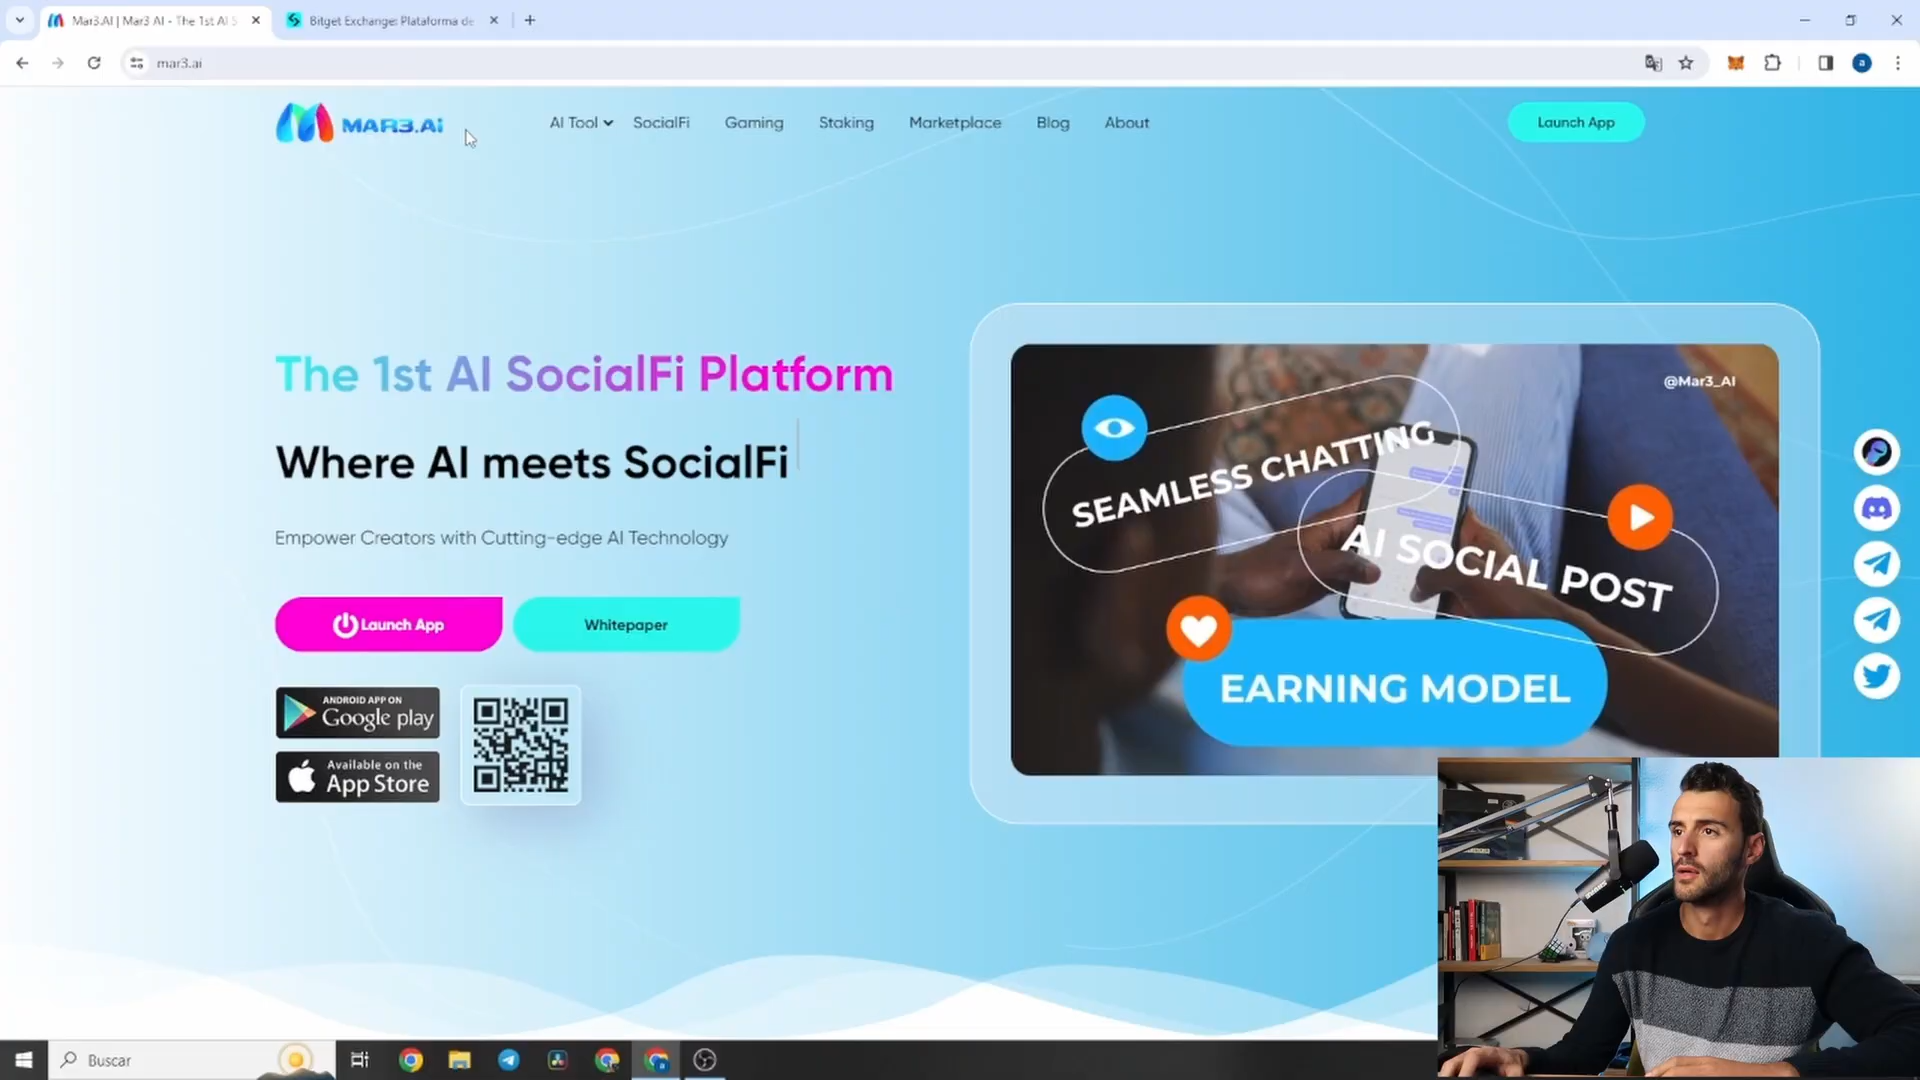 Mar3.AI | Mar3 AI - The 1st AI S
Bitget Exchange: Plataforma de
mar3.ai
a
MAR3.Ai
AI Tool
SocialFi
Gaming
Staking
Marketplace
Blog
About
Launch App
The 1st AI SocialFi Platform
Where AI meets SocialFi
Empower Creators with Cutting-edge AI Technology
Launch App
Whitepaper
ANDROID APP ON
Google play
Available on the
App Store
@Mar3_AI
SEAMLESS CHATTING
AI SOCIAL POST
EARNING MODEL
Buscar